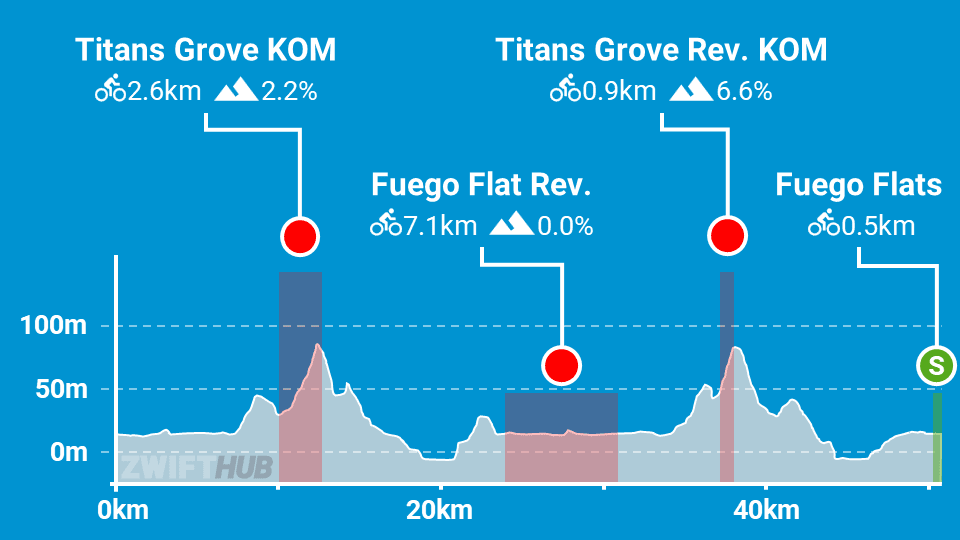 Titans Grove KOM
2.6km 2.2%
Titans Grove Rev. KOM
0.9km 6.6%
Fuego Flat Rev.
7.1km 0.0%
Fuego Flats
0.5km
100m
50m
0m
S
ZWIFTHUB
0km 20km 40km